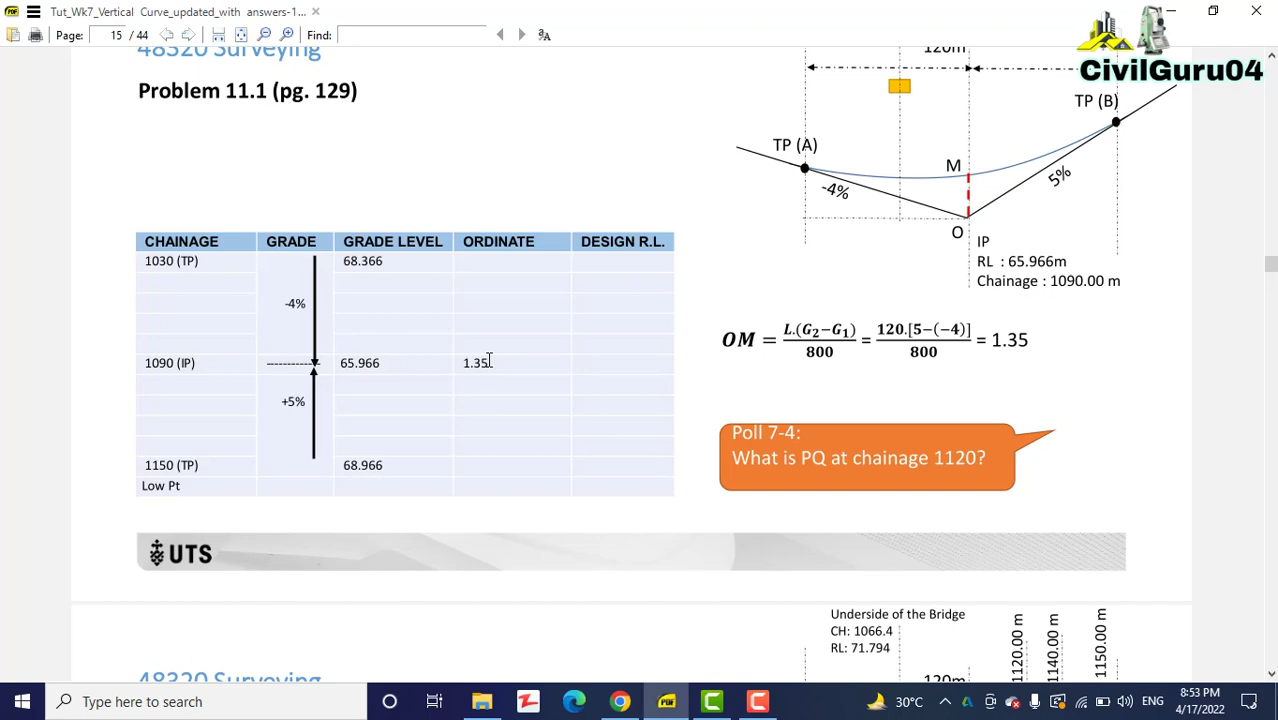 Tut_Wk7_Vertical Curve_updated_with answers-1...
Page: 15 / 44 Find:
CivilGuru04
48320 Surveying
Problem 11.1 (pg. 129)
120m
TP (B)
TP (A)
M
-4%
5%
O
IP
RL : 65.966m
Chainage : 1090.00 m
CHAINAGE GRADE GRADE LEVEL ORDINATE DESIGN R.L.
1030 (TP) 68.366
-4%
1090 (IP) -------------- 65.966 1.35
+5%
1150 (TP) 68.966
Low Pt
OM = L.(G₂−G₁)/800 = 120.[5−(−4)]/800 = 1.35
Poll 7-4:
What is PQ at chainage 1120?
UTS
Underside of the Bridge
CH: 1066.4
RL: 71.794
1120.00 m
1140.00 m
1150.00 m
48320 Surveying
120m
Type here to search
30°C
ENG
8:53 PM
4/17/2022